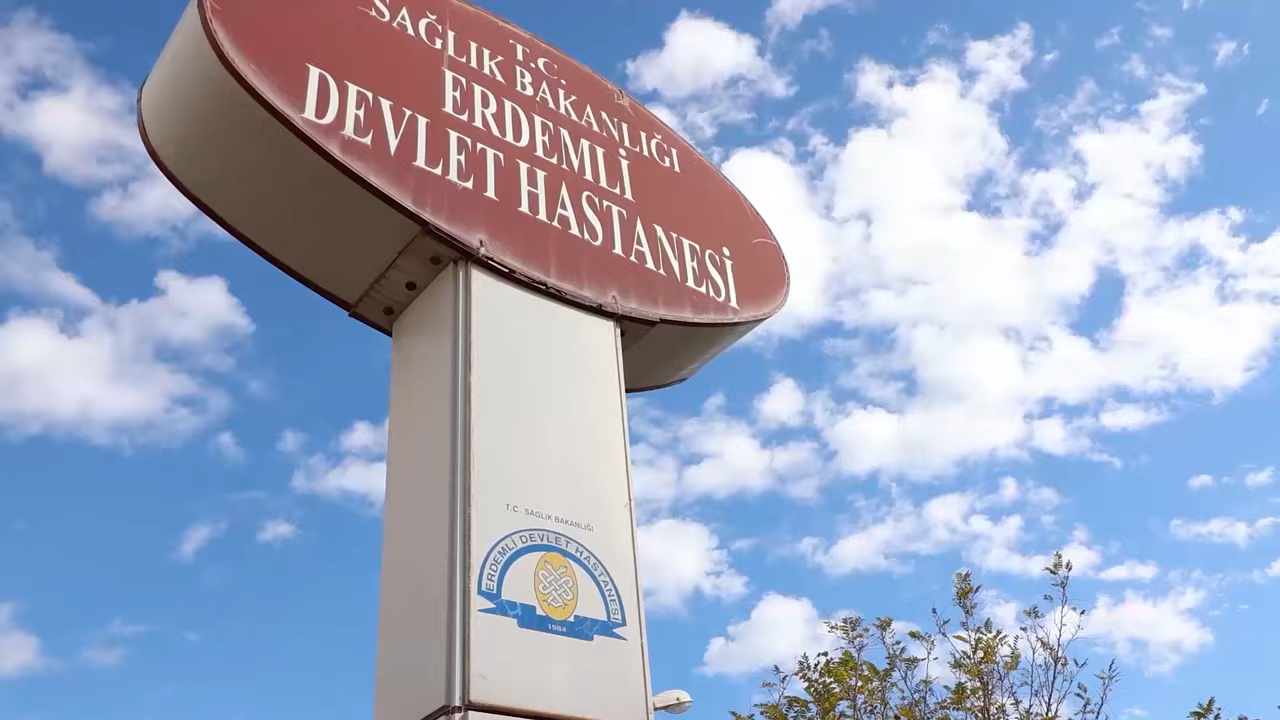 T.C.
SAĞLIK BAKANLIĞI
ERDEMLİ
DEVLET HASTANESİ
T.C. SAĞLIK BAKANLIĞI
ERDEMLİ DEVLET HASTANESİ
1984